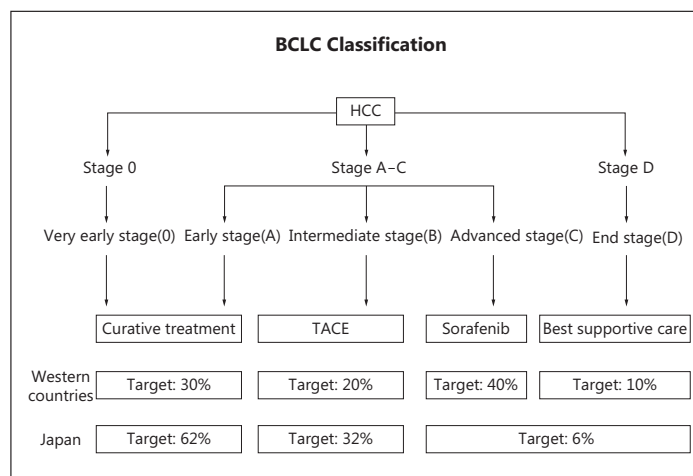 BCLC Classification
HCC
Stage 0 Stage A–C Stage D
Very early stage(0) Early stage(A) Intermediate stage(B) Advanced stage(C) End stage(D)
Curative treatment TACE Sorafenib Best supportive care
Western
countries
Target: 30% Target: 20% Target: 40% Target: 10%
Japan Target: 62% Target: 32% Target: 6%